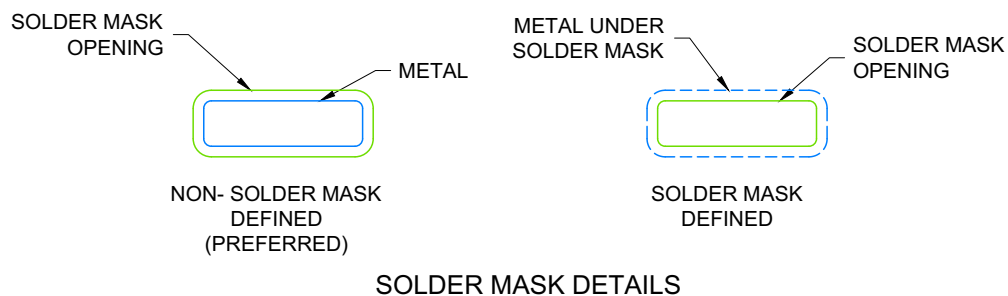 SOLDER MASK
OPENING
METAL
NON- SOLDER MASK
DEFINED
(PREFERRED)
METAL UNDER
SOLDER MASK
SOLDER MASK
OPENING
SOLDER MASK
DEFINED
SOLDER MASK DETAILS